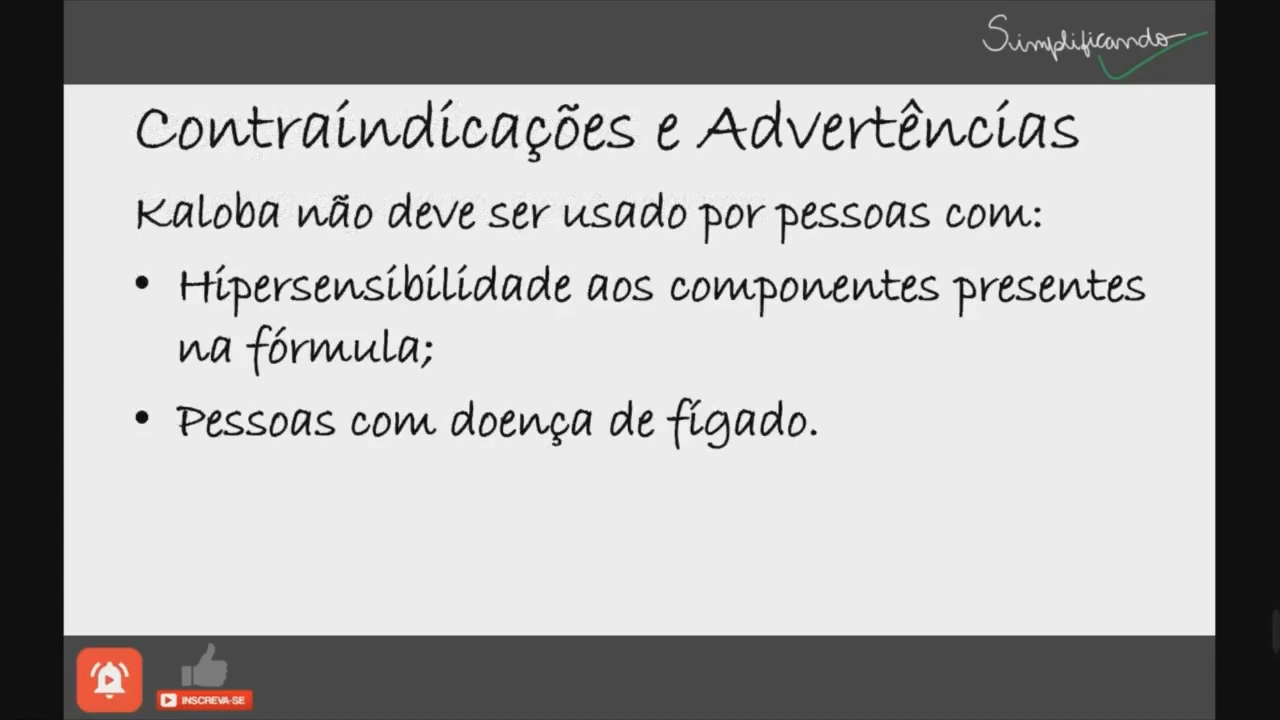 Simplificando
Contraindicações e Advertências
Kaloba não deve ser usado por pessoas com:
• Hipersensibilidade aos componentes presentes
na fórmula;
• Pessoas com doença de fígado.
INSCREVA-SE